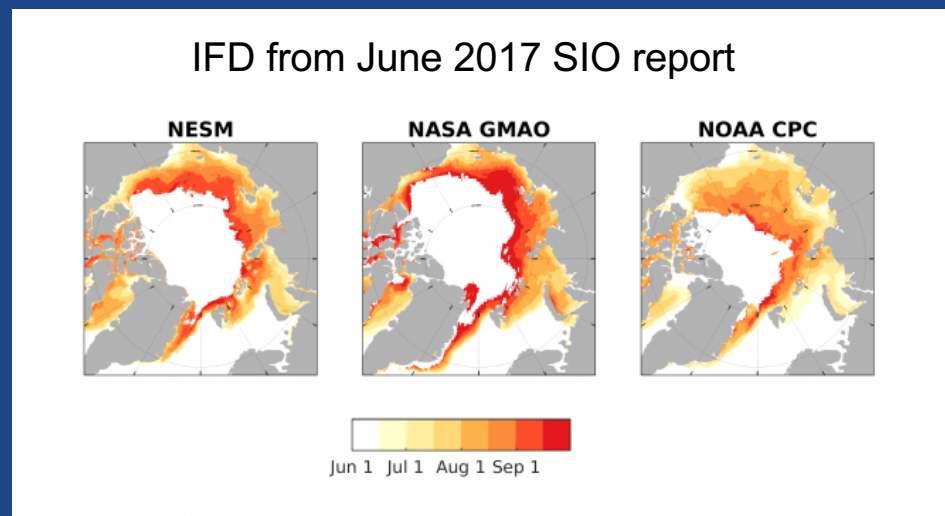 IFD from June 2017 SIO report
NESM NASA GMAO NOAA CPC
Jun 1 Jul 1 Aug 1 Sep 1